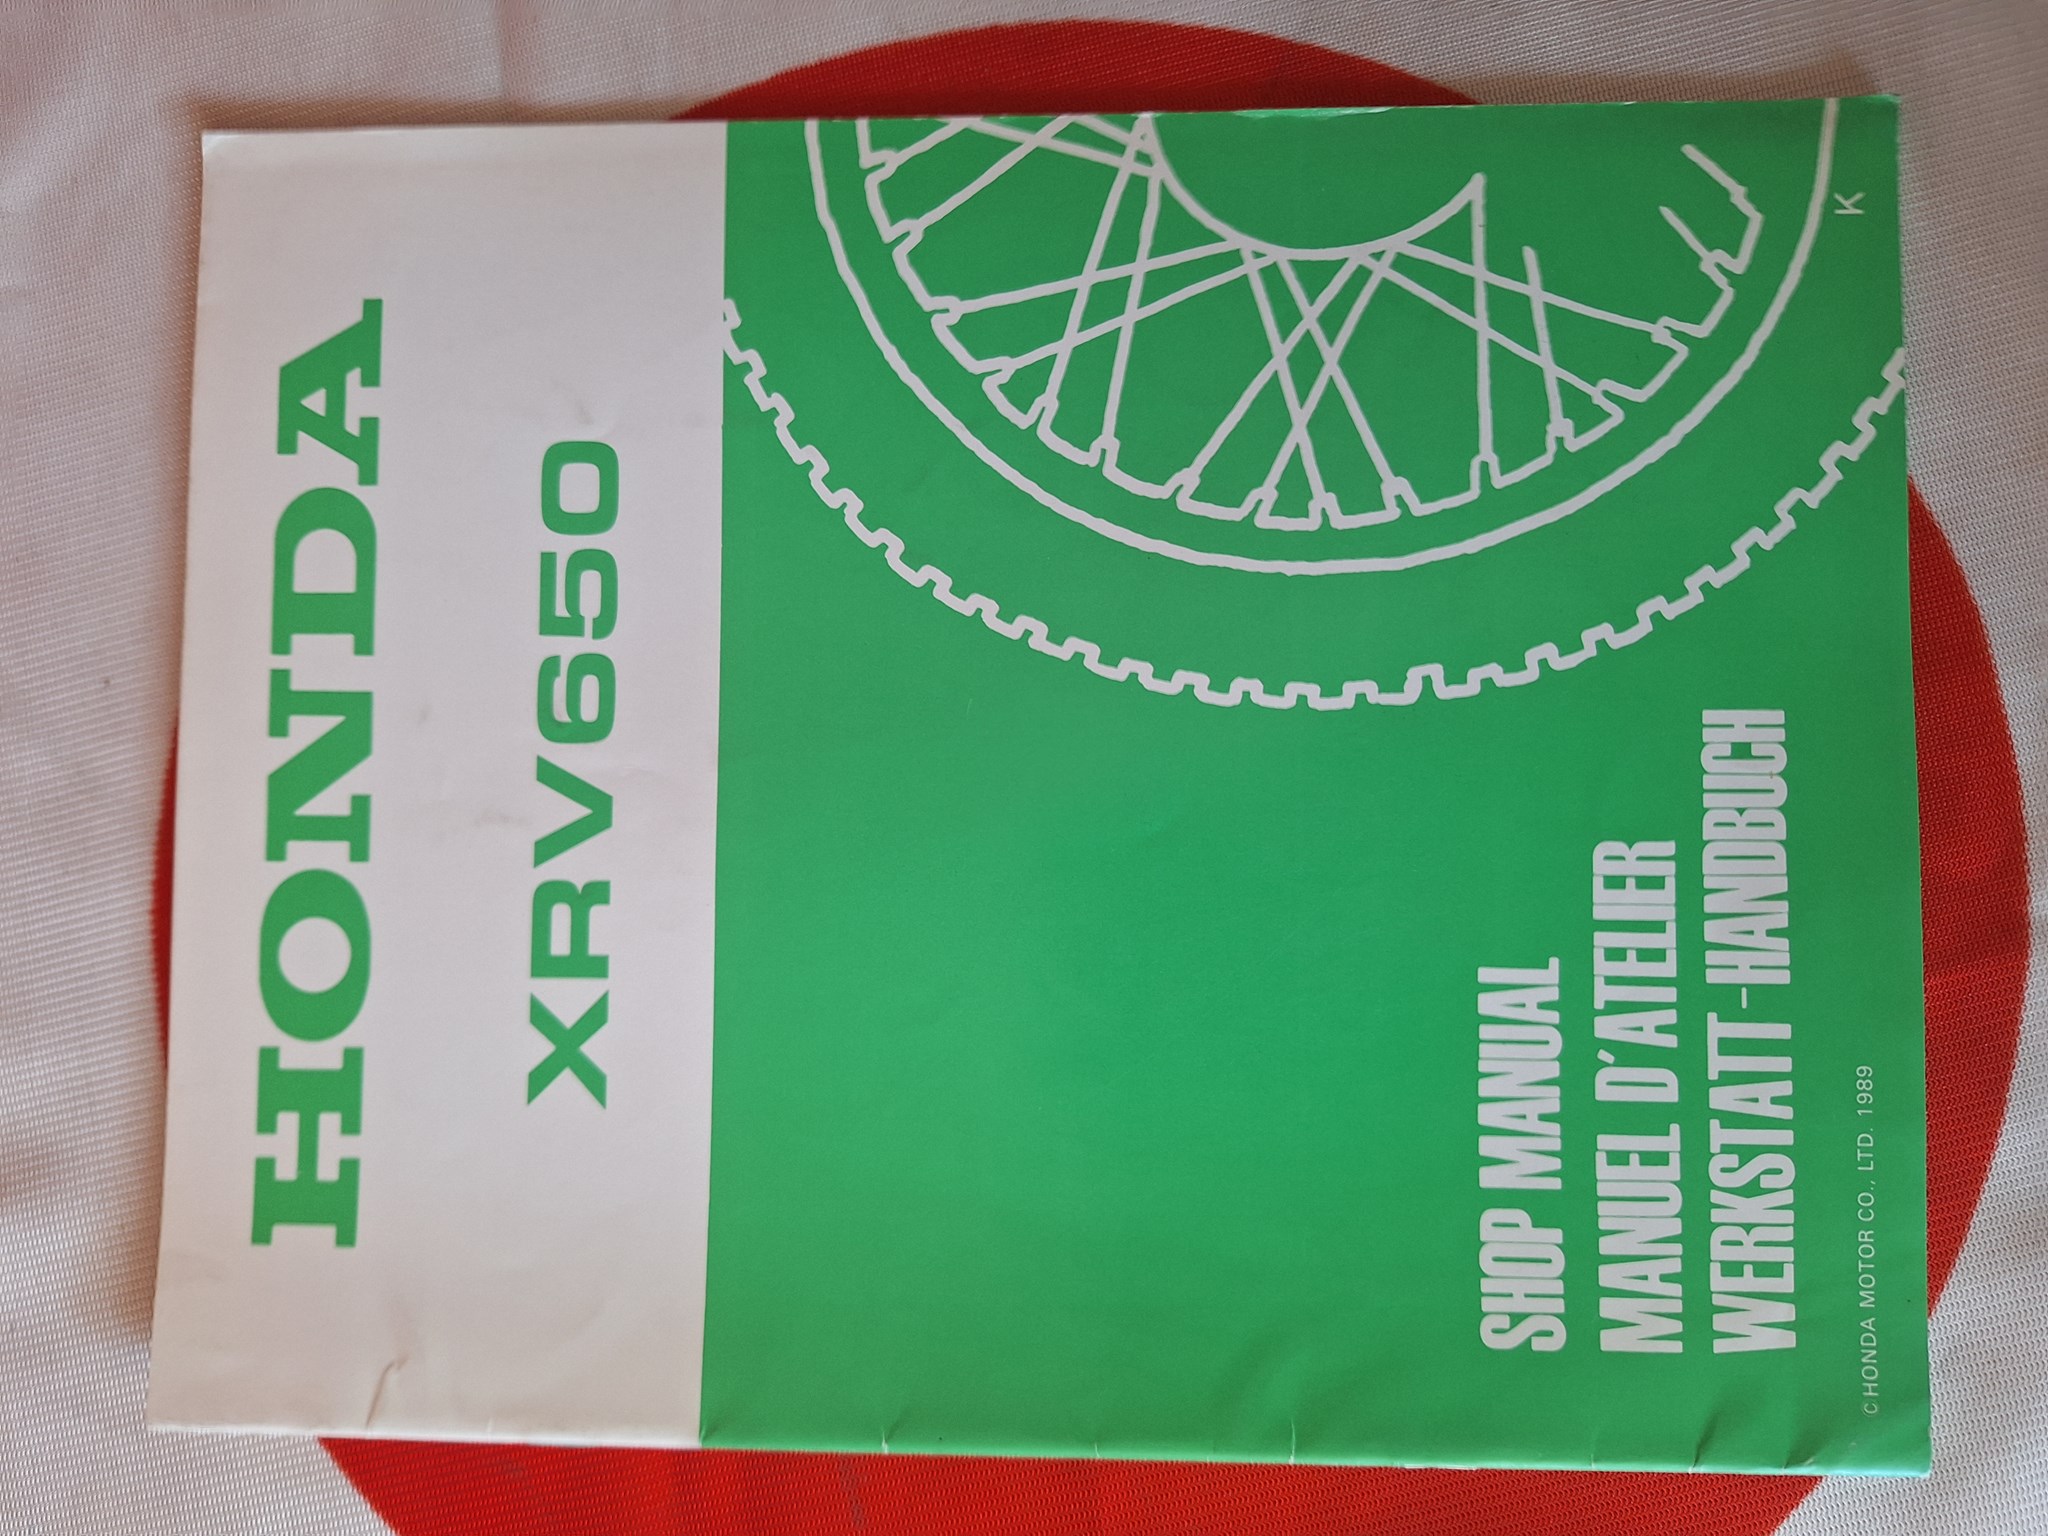 HONDA
XRV650
SHOP MANUAL
MANUEL D'ATELIER
WERKSTATT-HANDBUCH
C HONDA MOTOR CO., LTD. 1989
K